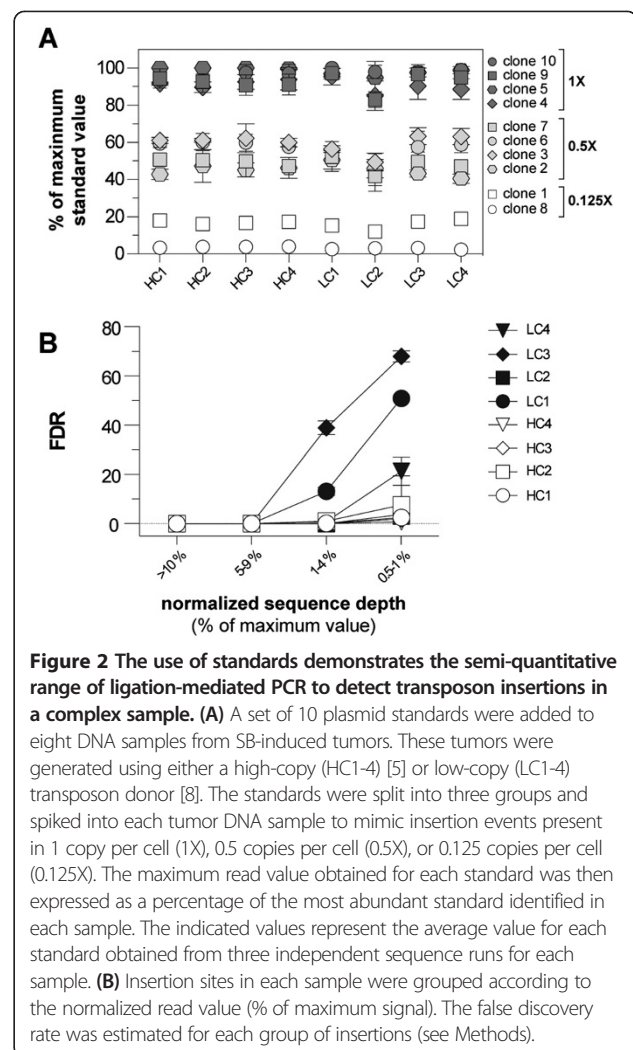 A
% of maxinmum
standard value
100
80
60
40
20
0
HC1
HC2
HC3
HC4
LC1
LC2
LC3
LC4
clone 10
clone 9
clone 5
clone 4
1X
clone 7
clone 6
clone 3
clone 2
0.5X
clone 1
clone 8
0.125X
B
FDR
80
60
40
20
0
>10%
5-9%
1-4%
0.5-1%
normalized sequence depth
(% of maximum value)
LC4
LC3
LC2
LC1
HC4
HC3
HC2
HC1
Figure 2 The use of standards demonstrates the semi-quantitative
range of ligation-mediated PCR to detect transposon insertions in
a complex sample. (A) A set of 10 plasmid standards were added to
eight DNA samples from SB-induced tumors. These tumors were
generated using either a high-copy (HC1-4) [5] or low-copy (LC1-4)
transposon donor [8]. The standards were split into three groups and
spiked into each tumor DNA sample to mimic insertion events present
in 1 copy per cell (1X), 0.5 copies per cell (0.5X), or 0.125 copies per cell
(0.125X). The maximum read value obtained for each standard was then
expressed as a percentage of the most abundant standard identified in
each sample. The indicated values represent the average value for each
standard obtained from three independent sequence runs for each
sample. (B) Insertion sites in each sample were grouped according to
the normalized read value (% of maximum signal). The false discovery
rate was estimated for each group of insertions (see Methods).